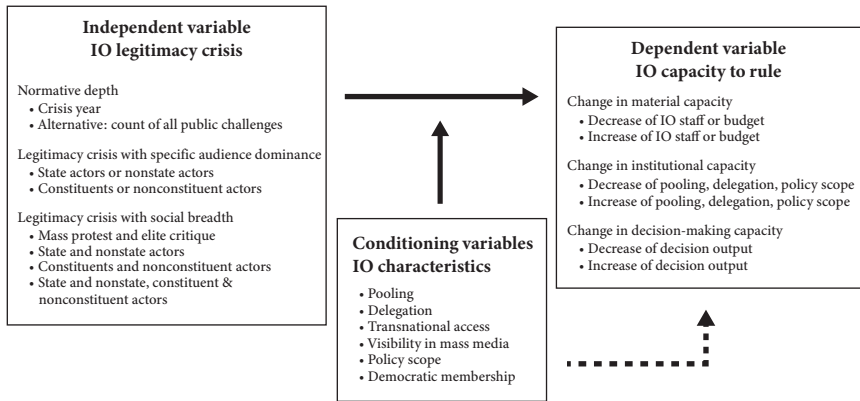 Independent variable
IO legitimacy crisis
Normative depth
• Crisis year
• Alternative: count of all public challenges
Legitimacy crisis with specific audience dominance
• State actors or nonstate actors
• Constituents or nonconstituent actors
Legitimacy crisis with social breadth
• Mass protest and elite critique
• State and nonstate actors
• Constituents and nonconstituent actors
• State and nonstate, constituent &
nonconstituent actors
Conditioning variables
IO characteristics
• Pooling
• Delegation
• Transnational access
• Visibility in mass media
• Policy scope
• Democratic membership
Dependent variable
IO capacity to rule
Change in material capacity
• Decrease of IO staff or budget
• Increase of IO staff or budget
Change in institutional capacity
• Decrease of pooling, delegation, policy scope
• Increase of pooling, delegation, policy scope
Change in decision-making capacity
• Decrease of decision output
• Increase of decision output